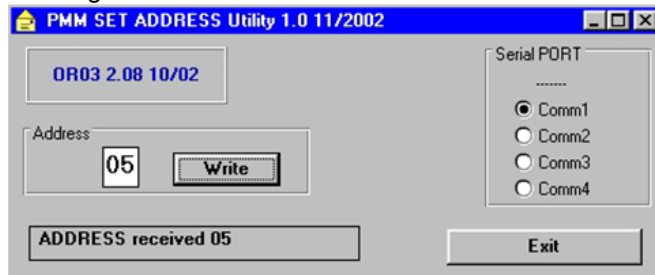 PMM SET ADDRESS Utility 1.0 11/2002
OR03 2.08 10/02
Serial PORT
-------
Comm1
Comm2
Comm3
Comm4
Address
05
Write
ADDRESS received 05
Exit